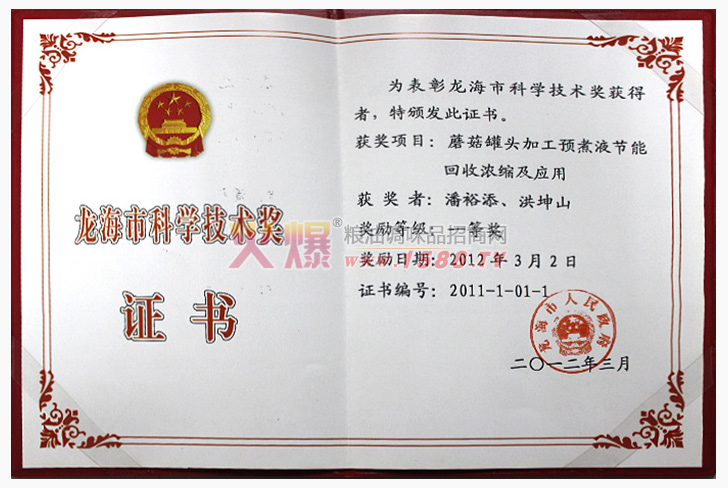 龙海市科学技术奖
证书
为表彰龙海市科学技术奖获得
者，特颁发此证书。
获奖项目：蘑菇罐头加工预煮液节能
回收浓缩及应用
获奖者：潘裕添、洪坤山
奖励等级：一等奖
奖励日期：2012年3月2日
证书编号：2011-1-01-1
龙海市人民政府
二〇一二年三月
火爆®粮油调味品招商网
www.1588.tv